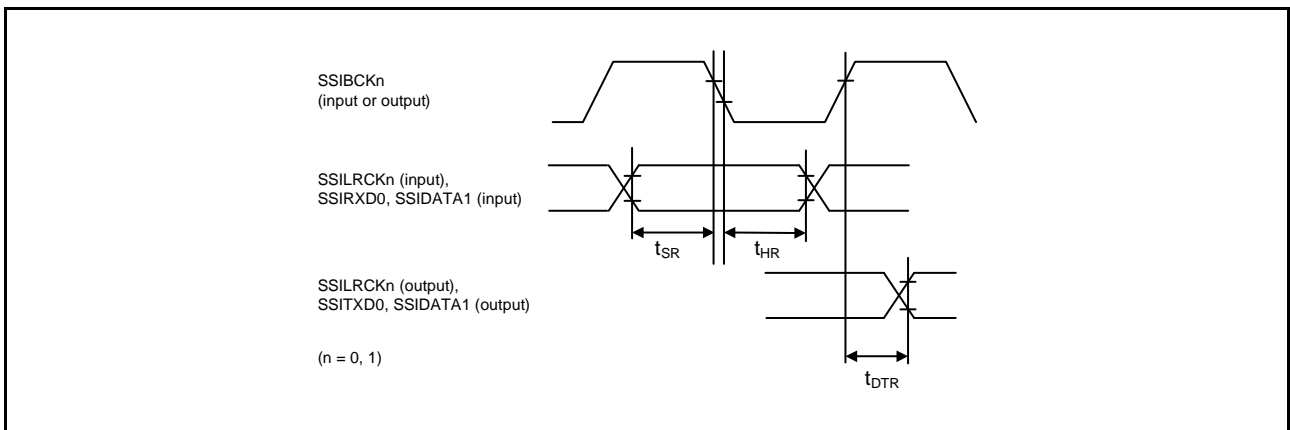 SSIBCKn
(input or output)
SSILRCKn (input),
SSIRXD0, SSIDATA1 (input)
tSR
tHR
SSILRCKn (output),
SSITXD0, SSIDATA1 (output)
(n = 0, 1)
tDTR